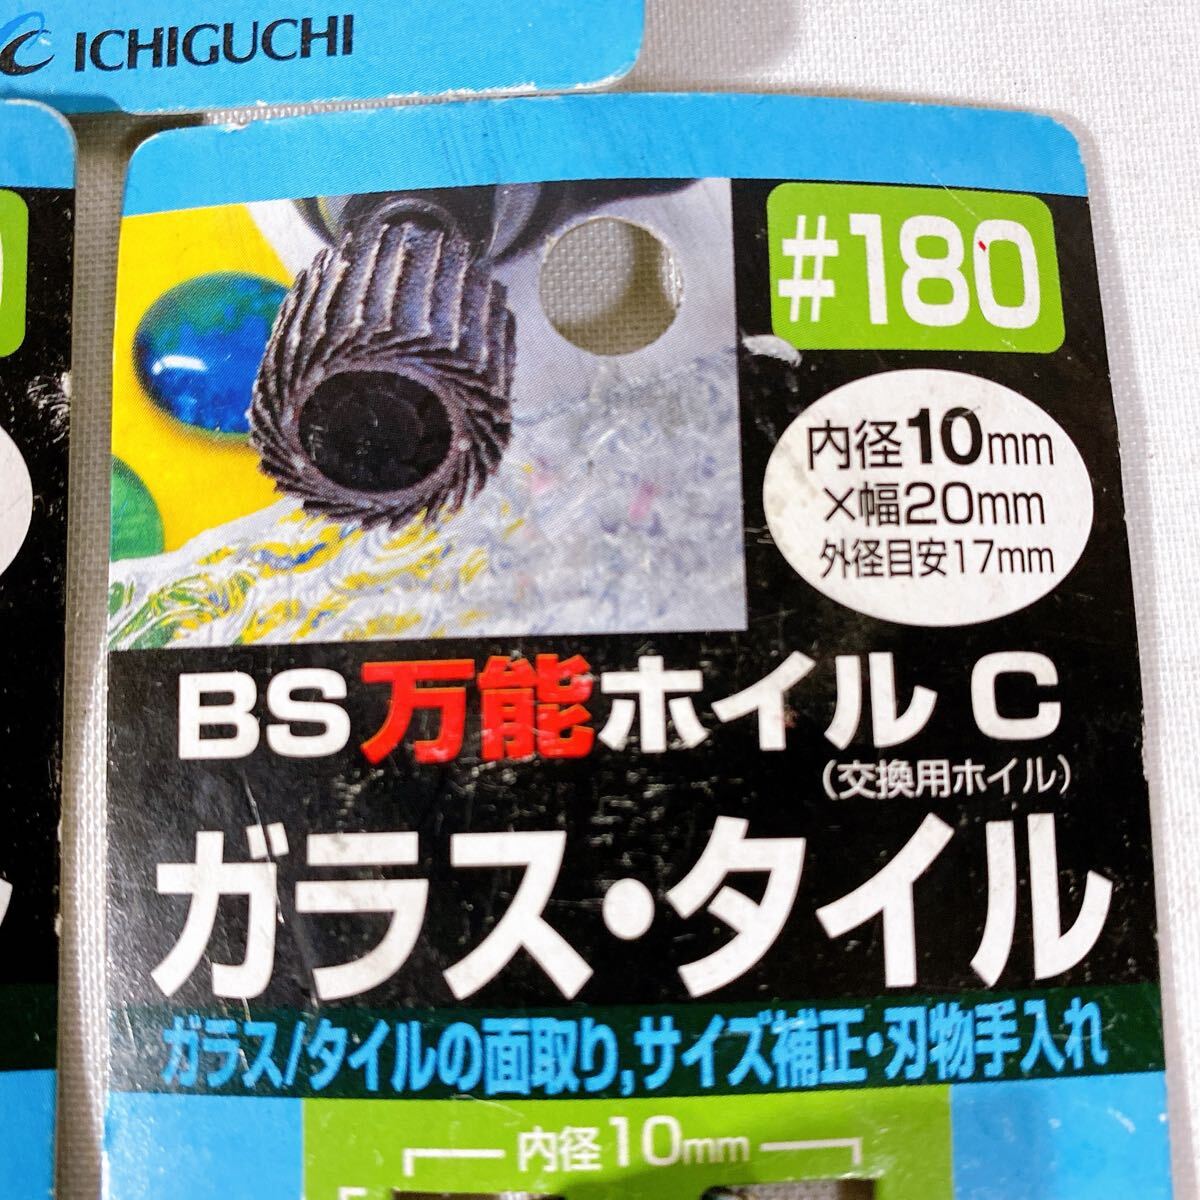 ICHIGUCHI
#180
内径10mm
×幅20mm
外径目安17mm
BS万能ホイルC
(交換用ホイル)
ガラス・タイル
ガラス/タイルの面取り,サイズ補正・刃物手入れ
内径10mm